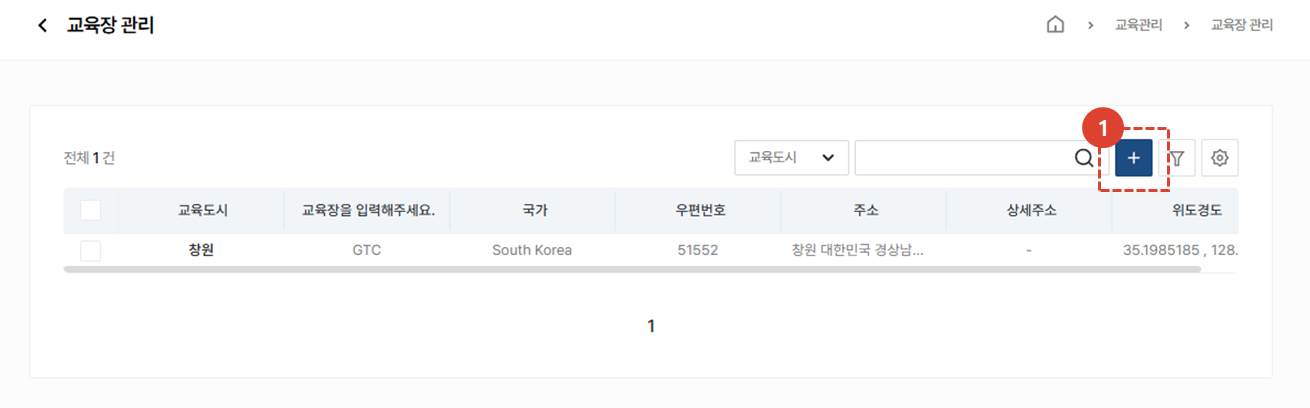 교육장 관리
교육관리 교육장 관리
1
전체 1 건
교육도시
교육도시 교육장을 입력해주세요. 국가 우편번호 주소 상세주소 위도경도
창원 GTC South Korea 51552 창원 대한민국 경상남... - 35.1985185 , 128.
1